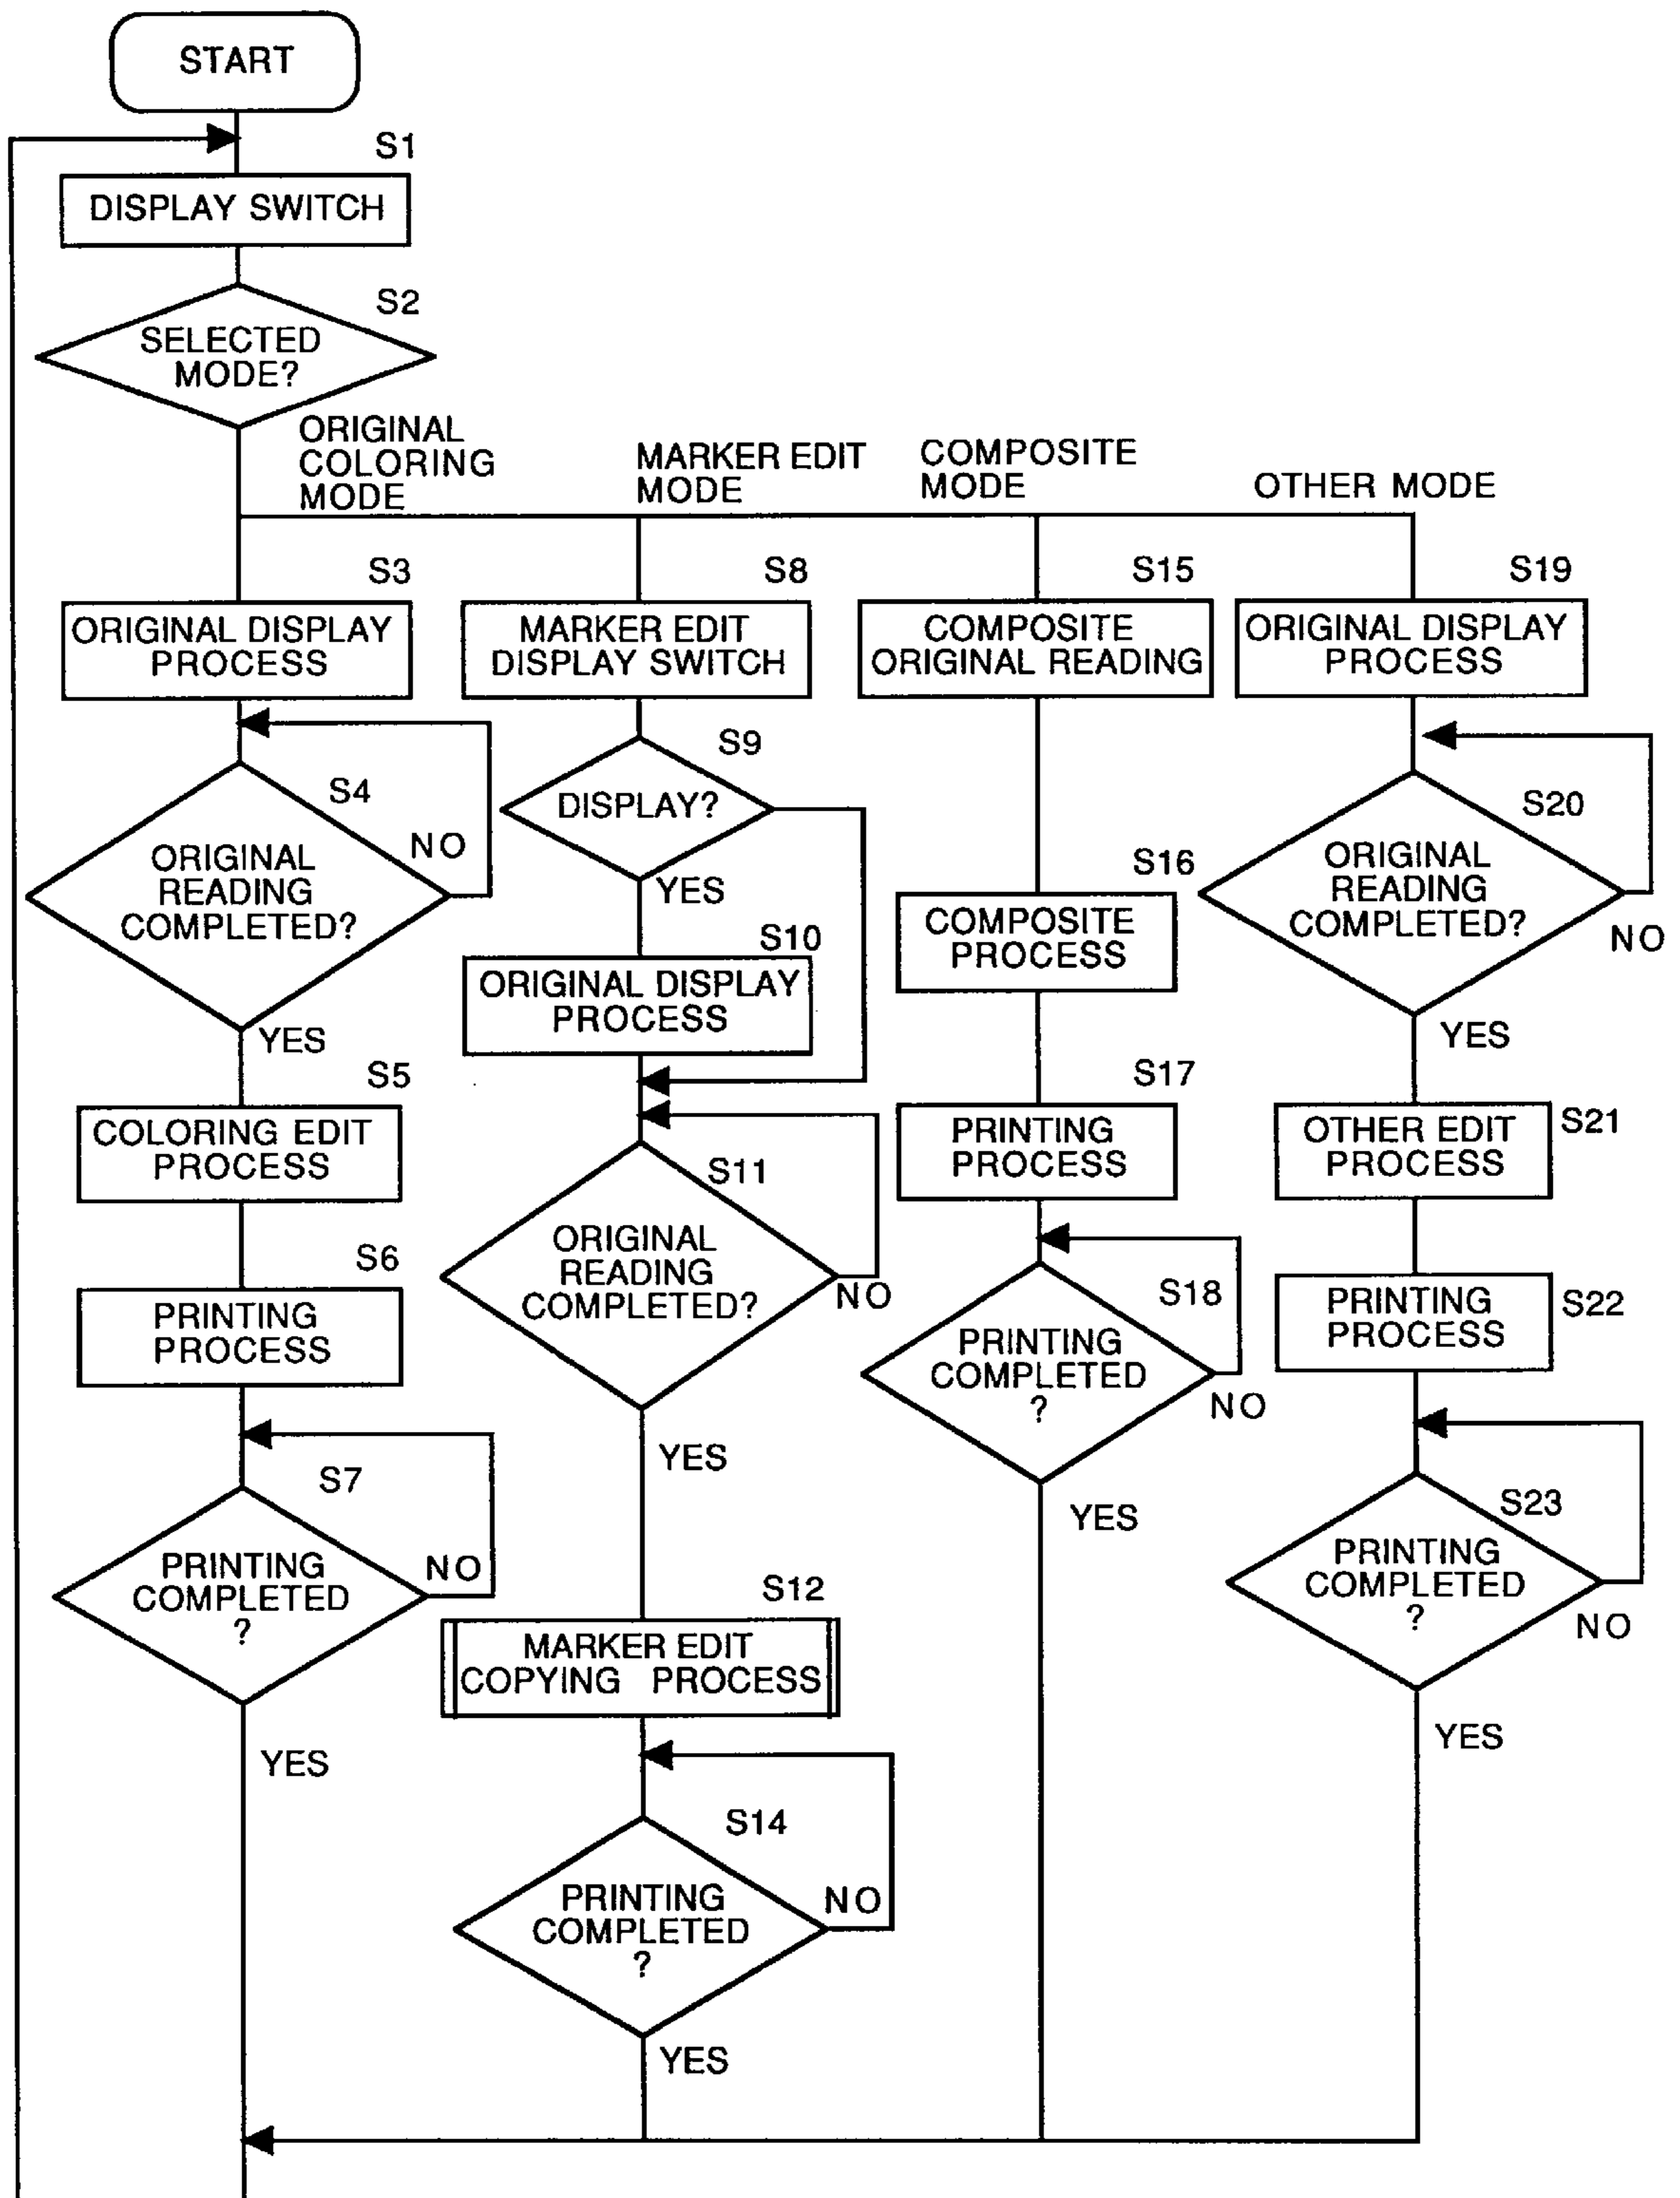 START
S1
DISPLAY SWITCH
S2
SELECTED
MODE?
ORIGINAL
COLORING
MODE
MARKER EDIT
MODE
COMPOSITE
MODE
OTHER MODE
S3
ORIGINAL DISPLAY
PROCESS
S4
ORIGINAL
READING
COMPLETED?
NO
YES
S5
COLORING EDIT
PROCESS
S6
PRINTING
PROCESS
S7
PRINTING
COMPLETED
?
NO
YES
S8
MARKER EDIT
DISPLAY SWITCH
S9
DISPLAY?
YES
S10
ORIGINAL DISPLAY
PROCESS
S11
ORIGINAL
READING
COMPLETED?
NO
YES
S12
MARKER EDIT
COPYING PROCESS
S14
PRINTING
COMPLETED
?
NO
YES
S15
COMPOSITE
ORIGINAL READING
S16
COMPOSITE
PROCESS
S17
PRINTING
PROCESS
S18
PRINTING
COMPLETED
?
NO
YES
S19
ORIGINAL DISPLAY
PROCESS
S20
ORIGINAL
READING
COMPLETED?
NO
YES
S21
OTHER EDIT
PROCESS
S22
PRINTING
PROCESS
S23
PRINTING
COMPLETED
?
NO
YES